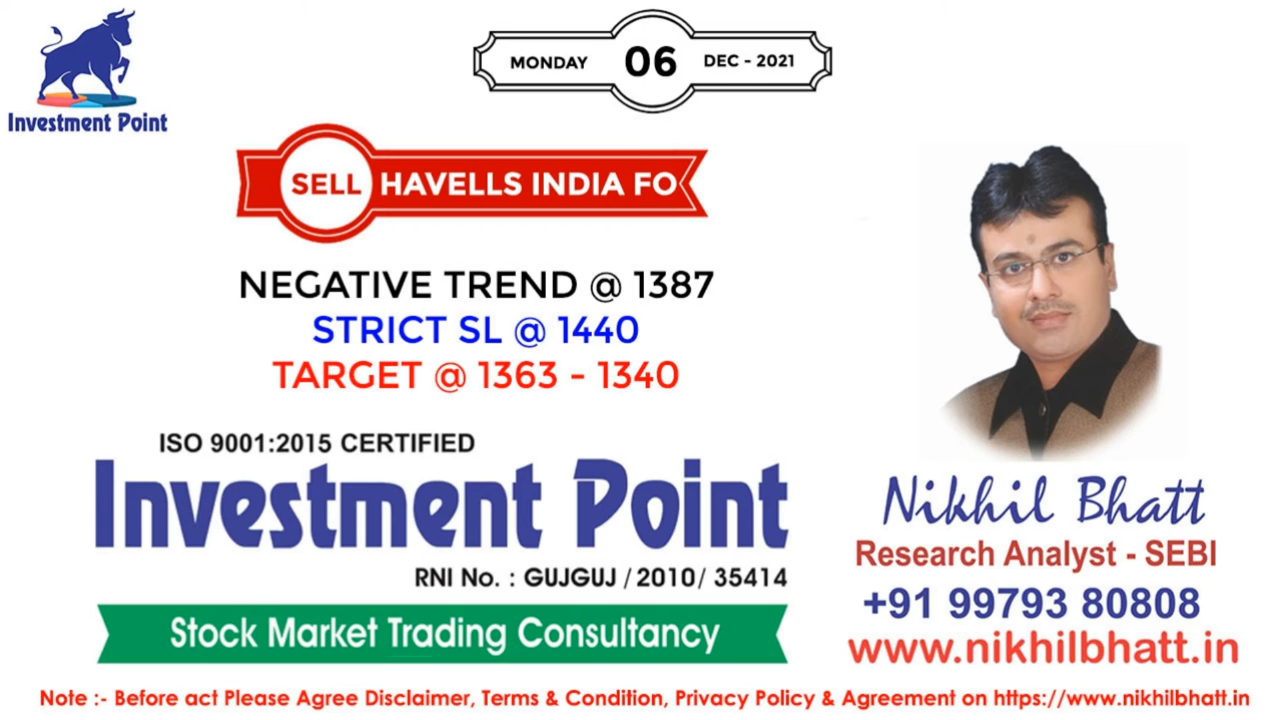 Investment Point
MONDAY 06 DEC - 2021
SELL HAVELLS INDIA FO
NEGATIVE TREND @ 1387
STRICT SL @ 1440
TARGET @ 1363 - 1340
ISO 9001:2015 CERTIFIED
Investment Point
RNI No. : GUJGUJ / 2010/ 35414
Stock Market Trading Consultancy
Nikhil Bhatt
Research Analyst - SEBI
+91 99793 80808
www.nikhilbhatt.in
Note :- Before act Please Agree Disclaimer, Terms & Condition, Privacy Policy & Agreement on https://www.nikhilbhatt.in